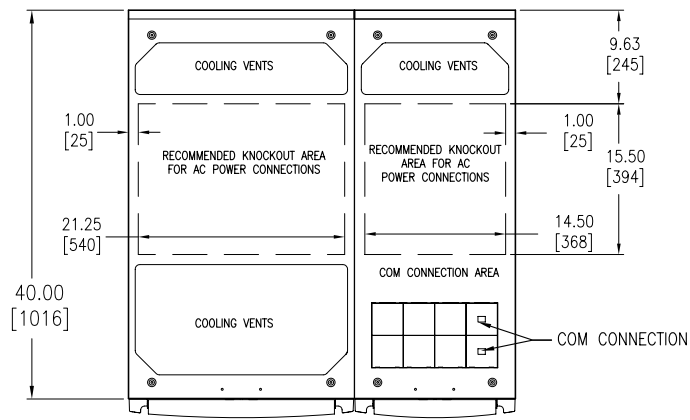 9.63
[245]
COOLING VENTS
COOLING VENTS
1.00
[25]
1.00
[25]
RECOMMENDED KNOCKOUT AREA
FOR AC POWER CONNECTIONS
RECOMMENDED KNOCKOUT
AREA FOR AC
POWER CONNECTIONS
15.50
[394]
21.25
[540]
14.50
[368]
COM CONNECTION AREA
40.00
[1016]
COOLING VENTS
COM CONNECTION